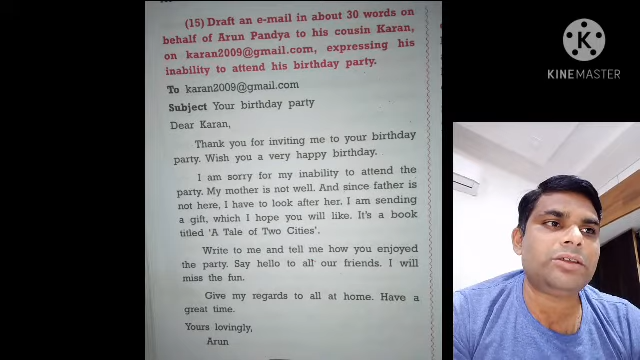 (15) Draft an e-mail in about 30 words on
behalf of Arun Pandya to his cousin Karan,
on karan2009@gmail.com, expressing his
inability to attend his birthday party.
To karan2009@gmail.com
Subject Your birthday party
Dear Karan,
Thank you for inviting me to your birthday
party. Wish you a very happy birthday.
I am sorry for my inability to attend the
party. My mother is not well. And since father is
not here, I have to look after her. I am sending
a gift, which I hope you will like. It's a book
titled 'A Tale of Two Cities'.
Write to me and tell me how you enjoyed
the party. Say hello to all our friends. I will
miss the fun.
Give my regards to all at home. Have a
great time.
Yours lovingly,
Arun
K
KINEMASTER